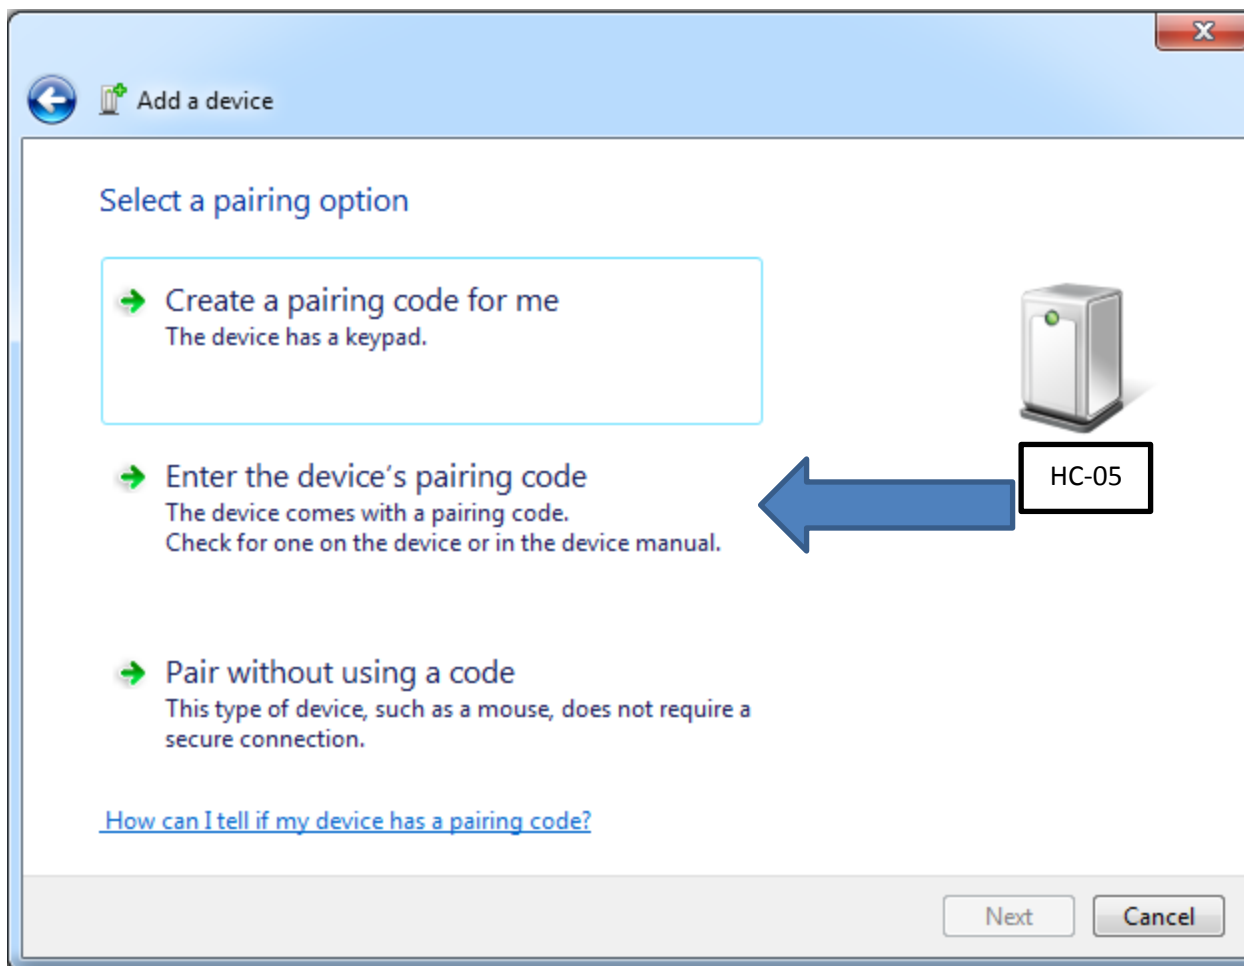 Add a device
Select a pairing option
Create a pairing code for me
The device has a keypad.
Enter the device's pairing code
The device comes with a pairing code.
Check for one on the device or in the device manual.
HC-05
Pair without using a code
This type of device, such as a mouse, does not require a
secure connection.
How can I tell if my device has a pairing code?
Next
Cancel